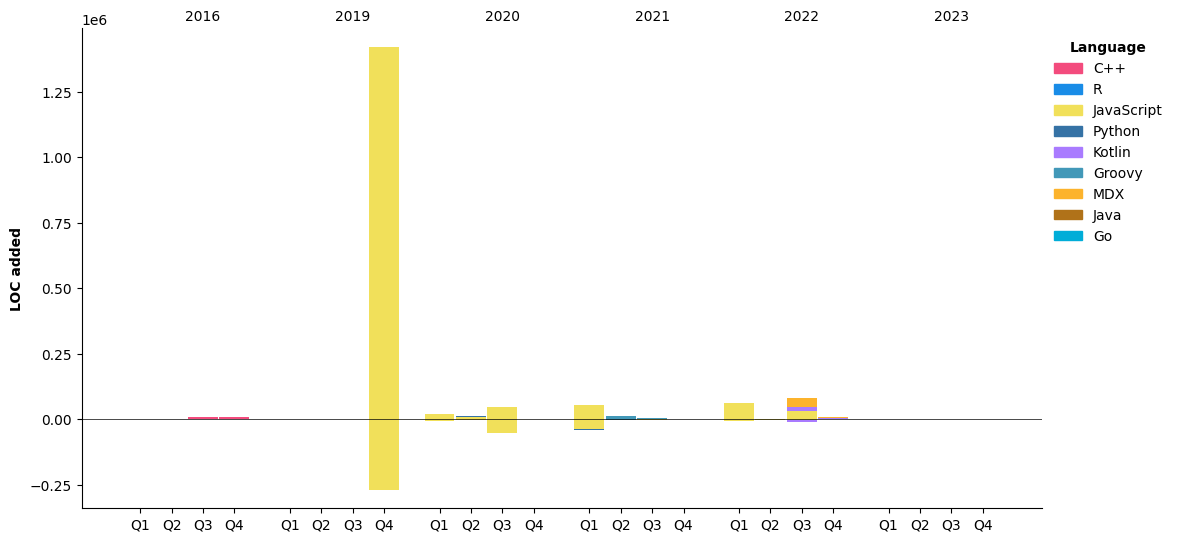 2016 2019 2020 2021 2022 2023
1e6
Language
C++
R
JavaScript
Python
Kotlin
Groovy
MDX
Java
Go
LOC added
1.25
1.00
0.75
0.50
0.25
0.00
−0.25
Q1 Q2 Q3 Q4 Q1 Q2 Q3 Q4 Q1 Q2 Q3 Q4 Q1 Q2 Q3 Q4 Q1 Q2 Q3 Q4 Q1 Q2 Q3 Q4